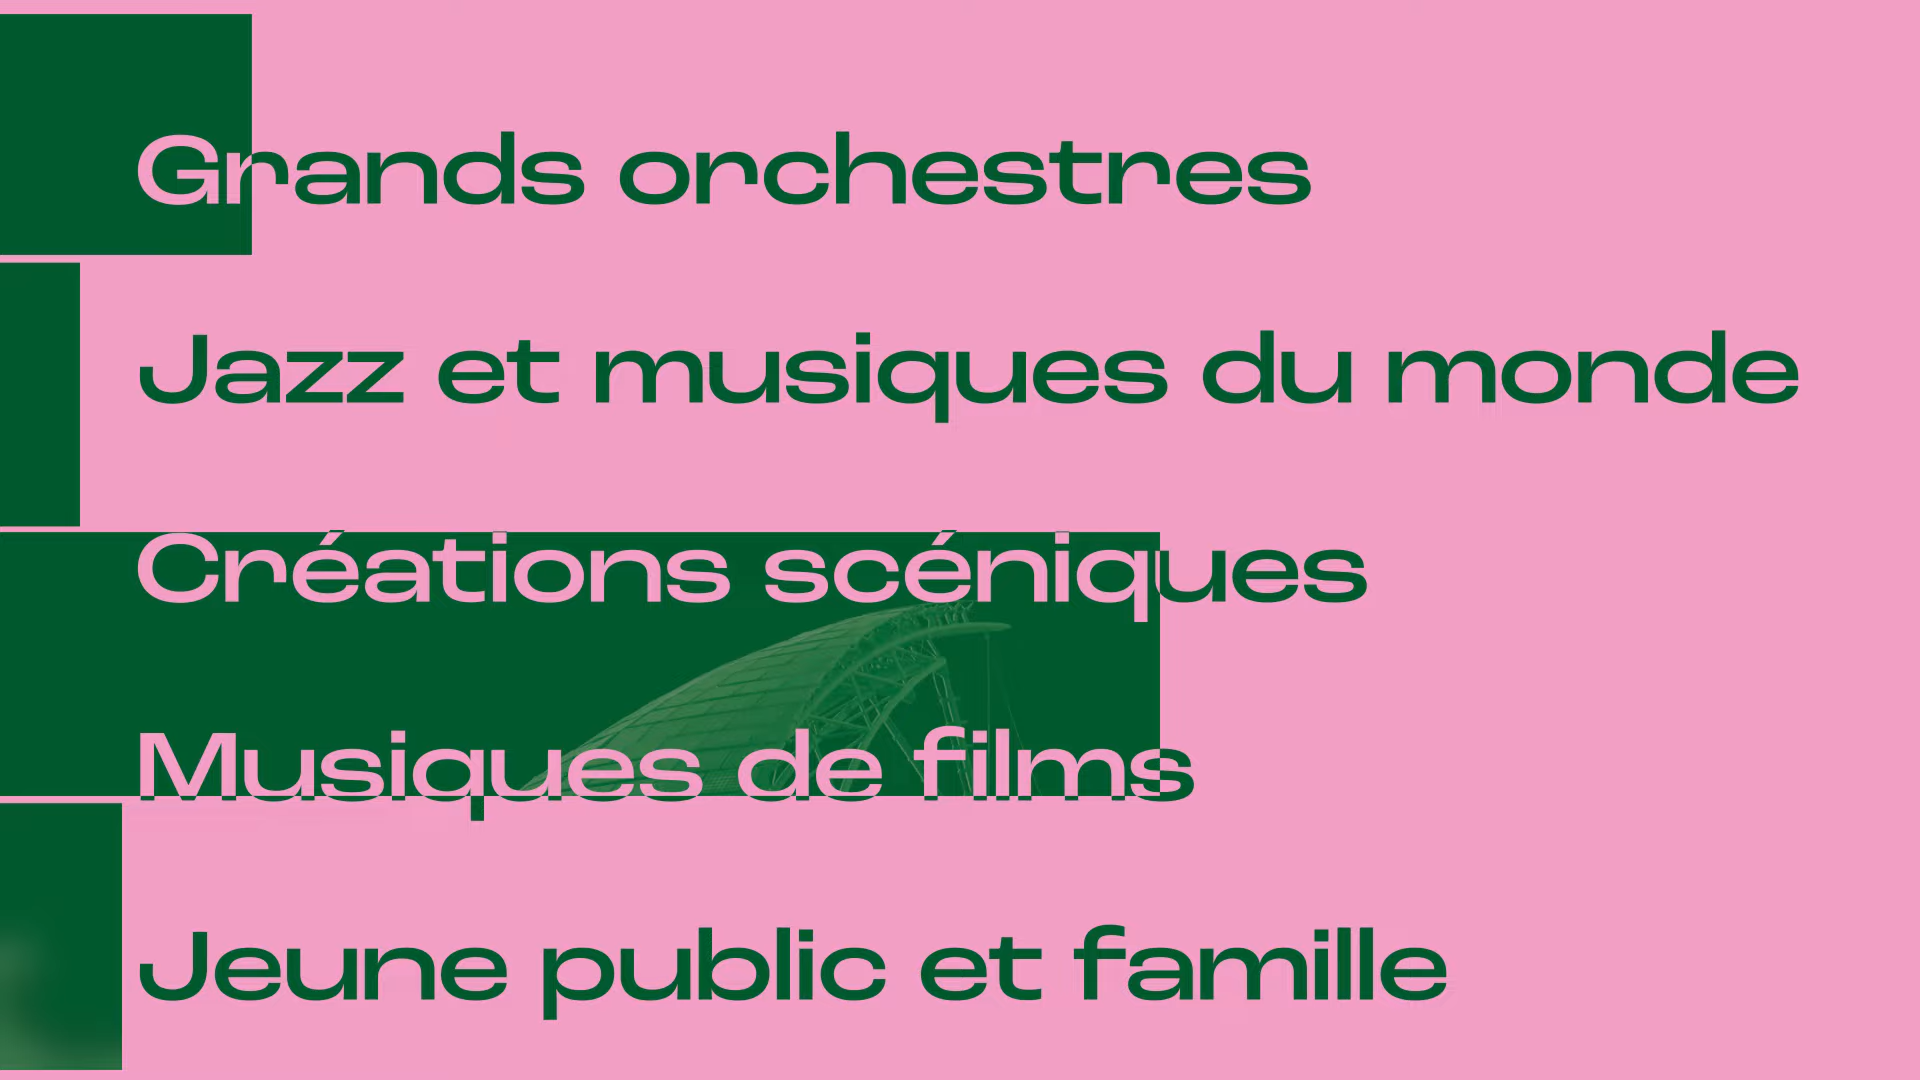 Grands orchestres
Jazz et musiques du monde
Créations scéniques
Musiques de films
Jeune public et famille